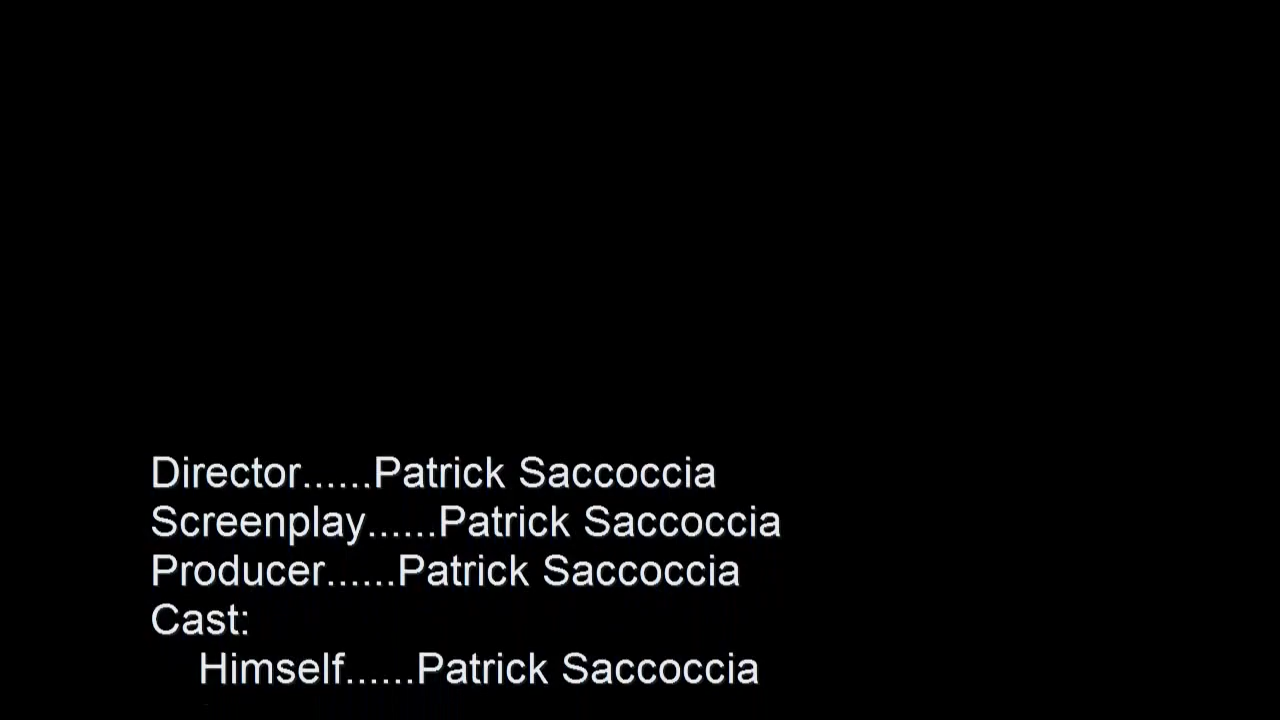 Director......Patrick Saccoccia
Screenplay......Patrick Saccoccia
Producer......Patrick Saccoccia
Cast:
Himself......Patrick Saccoccia